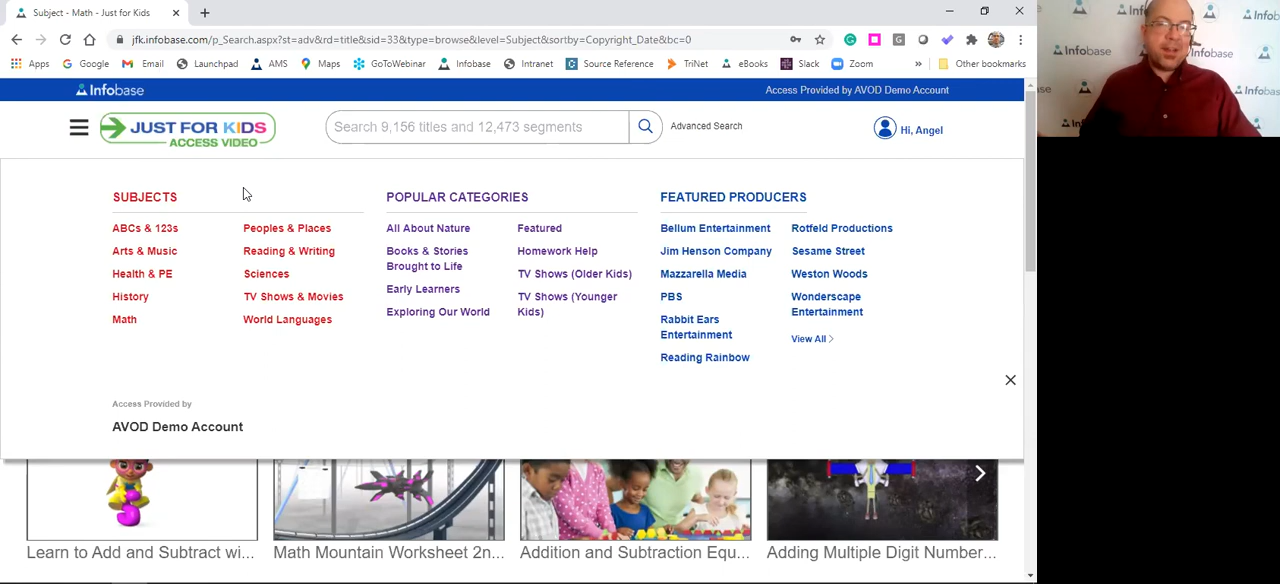 Subject - Math - Just for Kids
jfk.infobase.com/p_Search.aspx?st=adv&rd=title&sid=33&type=browse&level=Subject&sortby=Copyright_Date&bc=0
Apps Google Email Launchpad AMS Maps GoToWebinar Infobase Intranet Source Reference TriNet eBooks Slack Zoom » Other bookmarks
Infobase Access Provided by AVOD Demo Account
JUST FOR KIDS
ACCESS VIDEO
Search 9,156 titles and 12,473 segments
Advanced Search
Hi, Angel
SUBJECTS
ABCs & 123s
Arts & Music
Health & PE
History
Math
Peoples & Places
Reading & Writing
Sciences
TV Shows & Movies
World Languages
POPULAR CATEGORIES
All About Nature
Books & Stories
Brought to Life
Early Learners
Exploring Our World
Featured
Homework Help
TV Shows (Older Kids)
TV Shows (Younger
Kids)
FEATURED PRODUCERS
Bellum Entertainment
Jim Henson Company
Mazzarella Media
PBS
Rabbit Ears
Entertainment
Reading Rainbow
Rotfeld Productions
Sesame Street
Weston Woods
Wonderscape
Entertainment
View All
Access Provided by
AVOD Demo Account
Learn to Add and Subtract wi...
Math Mountain Worksheet 2n...
Addition and Subtraction Equ...
Adding Multiple Digit Number...
Infobase
Infobase